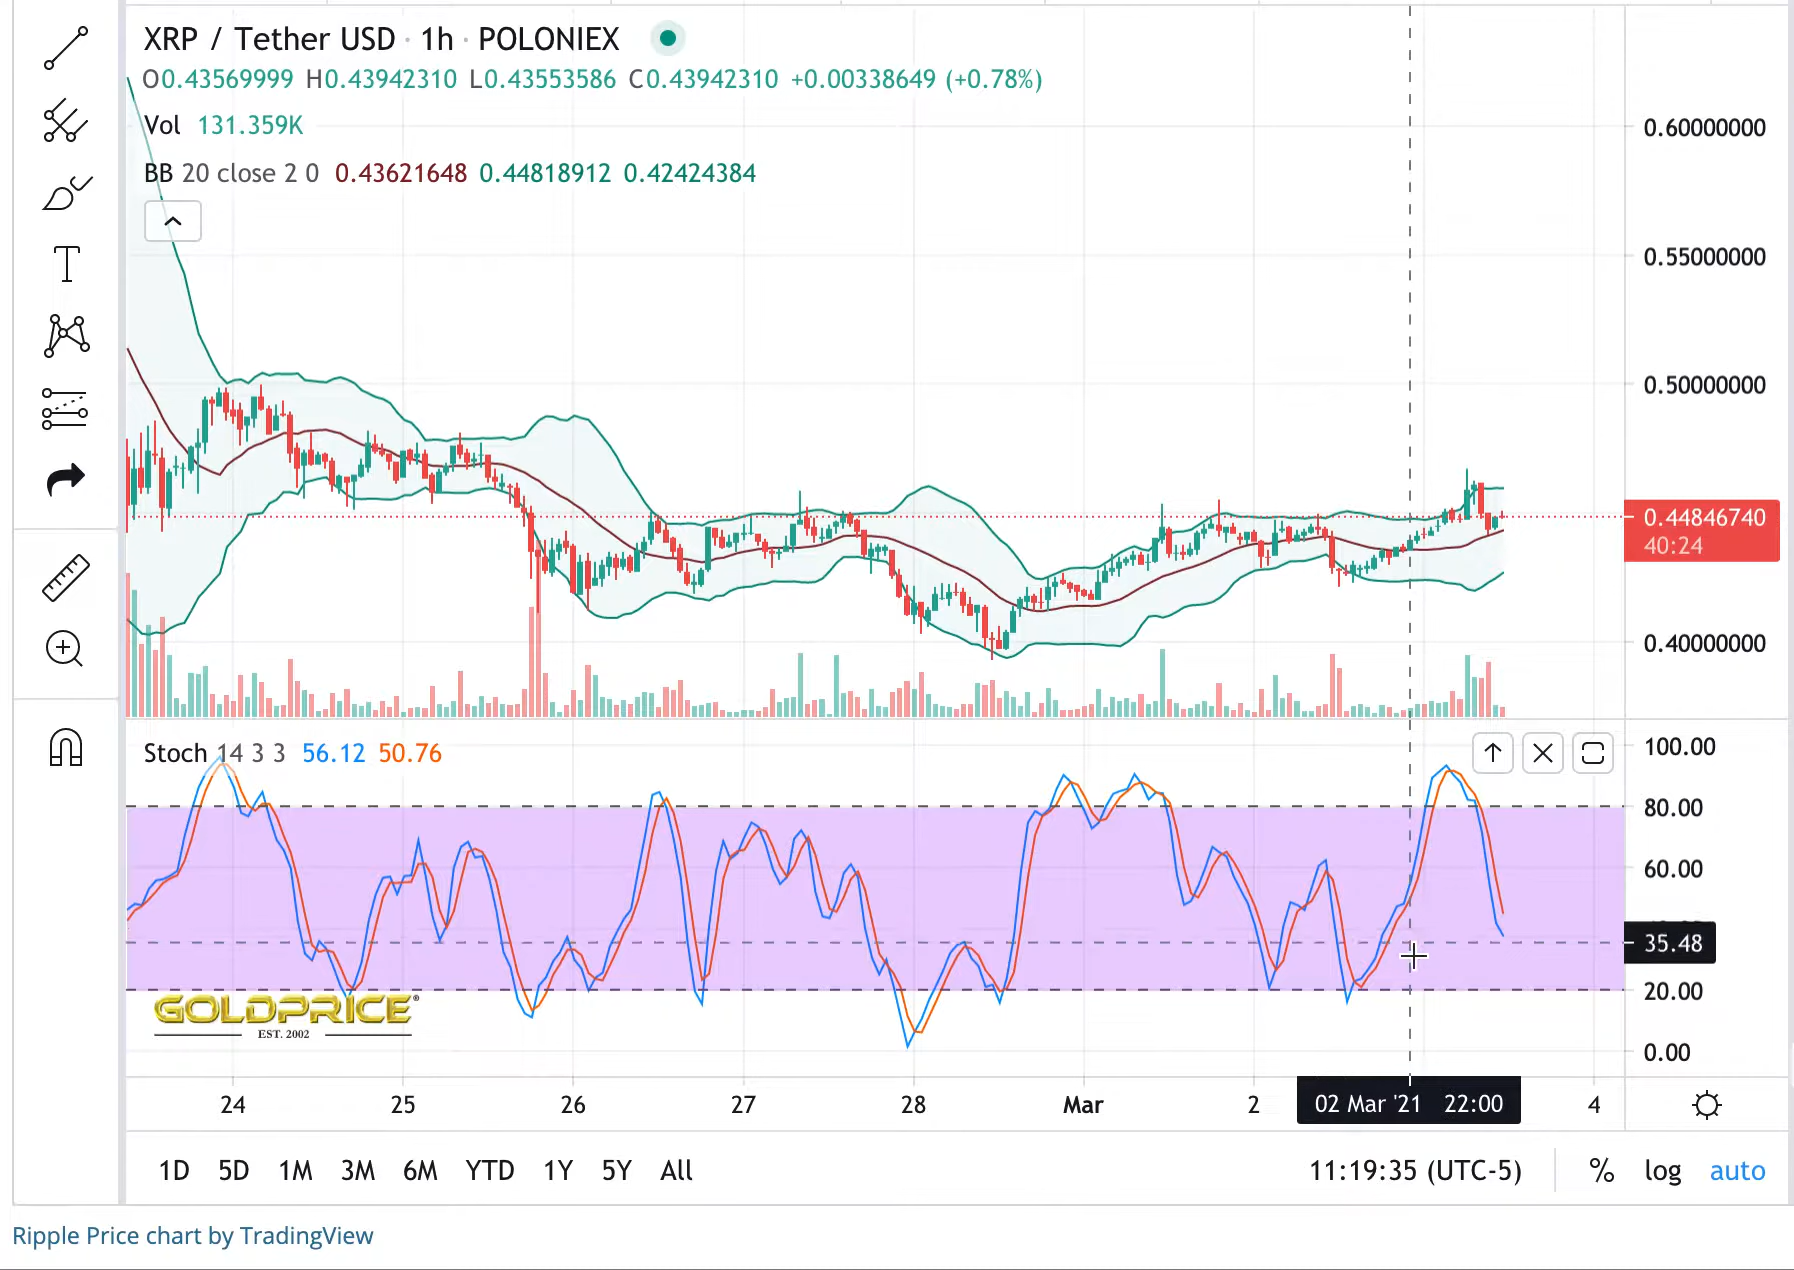 XRP / Tether USD · 1h · POLONIEX
O0.43569999 H0.43942310 L0.43553586 C0.43942310 +0.00338649 (+0.78%)
Vol 131.359K
BB 20 close 2 0 0.43621648 0.44818912 0.42424384
0.60000000
0.55000000
0.50000000
0.44846740
40:24
0.40000000
Stoch 14 3 3 56.12 50.76
100.00
80.00
60.00
35.48
20.00
0.00
GOLDPRICE®
EST. 2002
24 25 26 27 28 Mar 2 02 Mar '21 22:00 4
1D 5D 1M 3M 6M YTD 1Y 5Y All 11:19:35 (UTC-5) % log auto
Ripple Price chart by TradingView